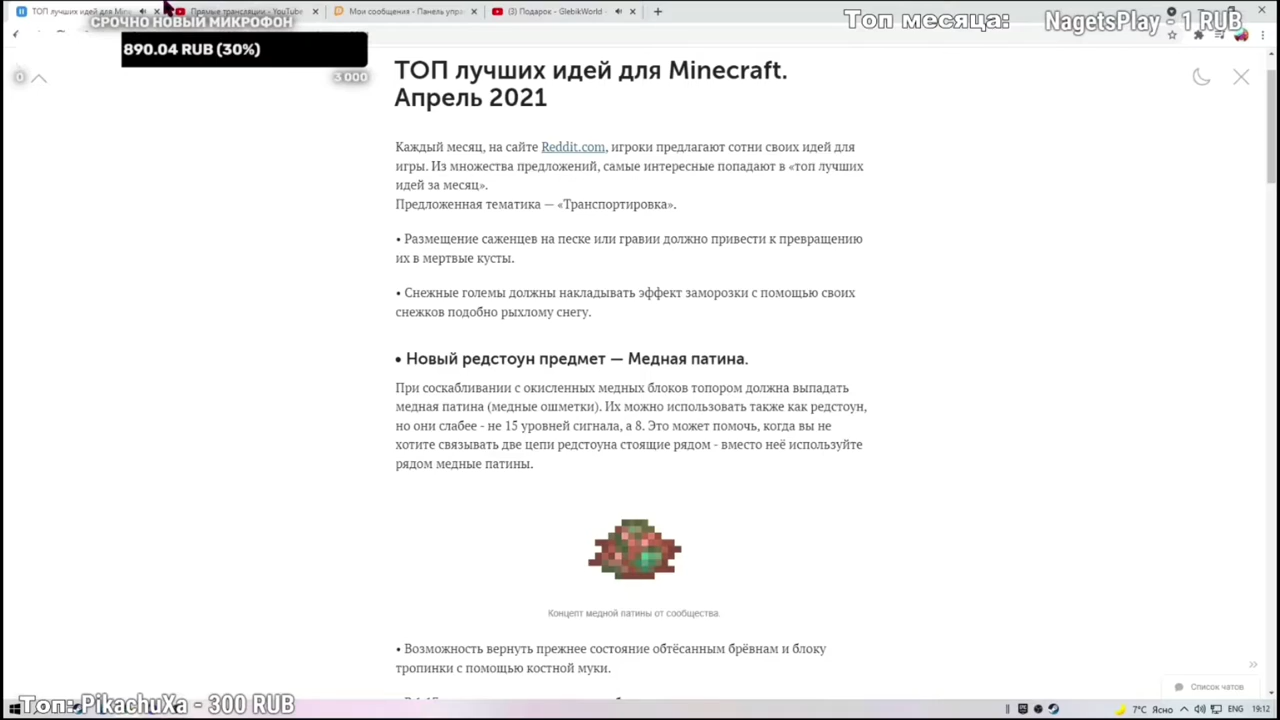 ТОП лучших идей для Mine
Прямые трансляции - YouTube
Мои сообщения - Панель упра
(3) Подарок - GlebikWorld -
СРОЧНО НОВЫЙ МИКРОФОН
Топ месяца: NagetsPlay - 1 RUB
890.04 RUB (30%)
0
3 000
ТОП лучших идей для Minecraft.
Апрель 2021
Каждый месяц, на сайте Reddit.com, игроки предлагают сотни своих идей для
игры. Из множества предложений, самые интересные попадают в «топ лучших
идей за месяц».
Предложенная тематика — «Транспортировка».
• Размещение саженцев на песке или гравии должно привести к превращению
их в мертвые кусты.
• Снежные големы должны накладывать эффект заморозки с помощью своих
снежков подобно рыхлому снегу.
• Новый редстоун предмет — Медная патина.
При соскабливании с окисленных медных блоков топором должна выпадать
медная патина (медные ошметки). Их можно использовать также как редстоун,
но они слабее - не 15 уровней сигнала, а 8. Это может помочь, когда вы не
хотите связывать две цепи редстоуна стоящие рядом - вместо неё используйте
рядом медные патины.
Концепт медной патины от сообщества.
• Возможность вернуть прежнее состояние обтёсанным брёвнам и блоку
тропинки с помощью костной муки.
Список чатов
Топ: PikachuXa - 300 RUB
7°C Ясно
ENG
19:12